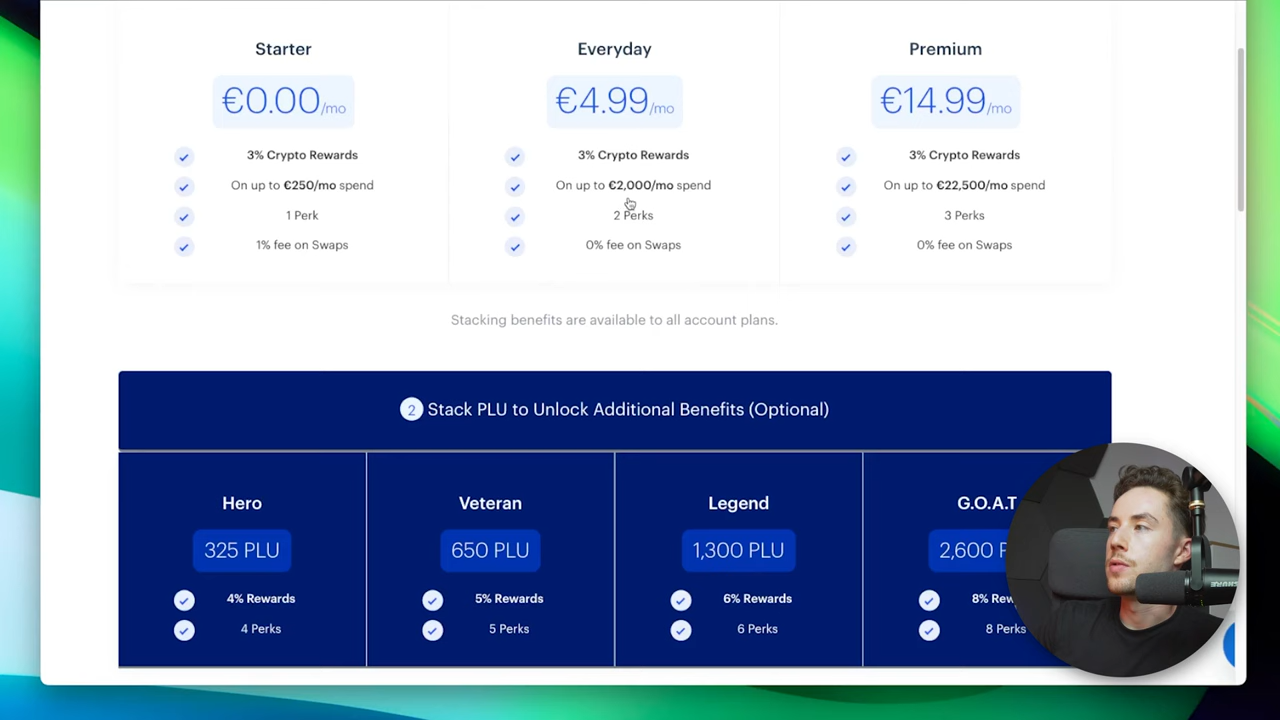 Starter
€0.00/mo
3% Crypto Rewards
On up to €250/mo spend
1 Perk
1% fee on Swaps
Everyday
€4.99/mo
3% Crypto Rewards
On up to €2,000/mo spend
2 Perks
0% fee on Swaps
Premium
€14.99/mo
3% Crypto Rewards
On up to €22,500/mo spend
3 Perks
0% fee on Swaps
Stacking benefits are available to all account plans.
2 Stack PLU to Unlock Additional Benefits (Optional)
Hero
325 PLU
4% Rewards
4 Perks
Veteran
650 PLU
5% Rewards
5 Perks
Legend
1,300 PLU
6% Rewards
6 Perks
G.O.A.T
2,600 P
8% Rew
8 Perks
SHURE